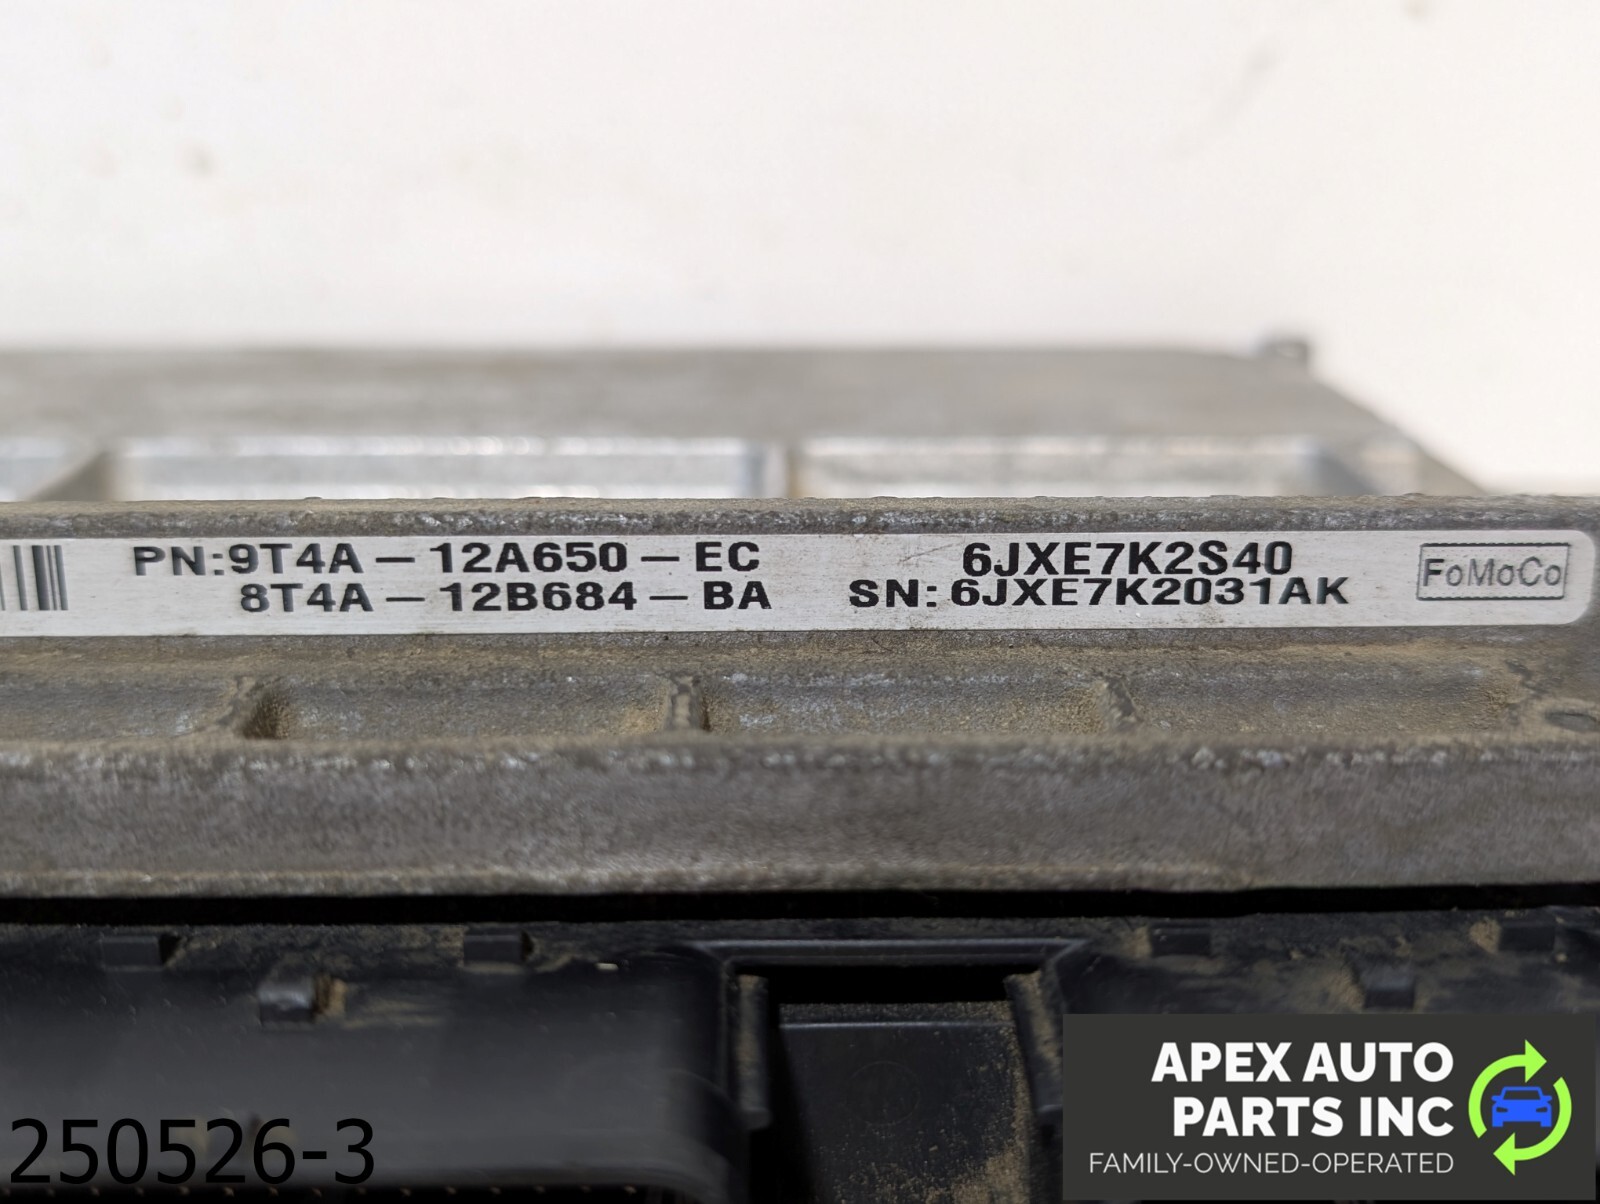 PN:9T4A-12A650-EC 6JXE7K2S40
8T4A-12B684-BA SN:6JXE7K2031AK
FoMoCo
250526-3
APEX AUTO
PARTS INC
FAMILY-OWNED-OPERATED